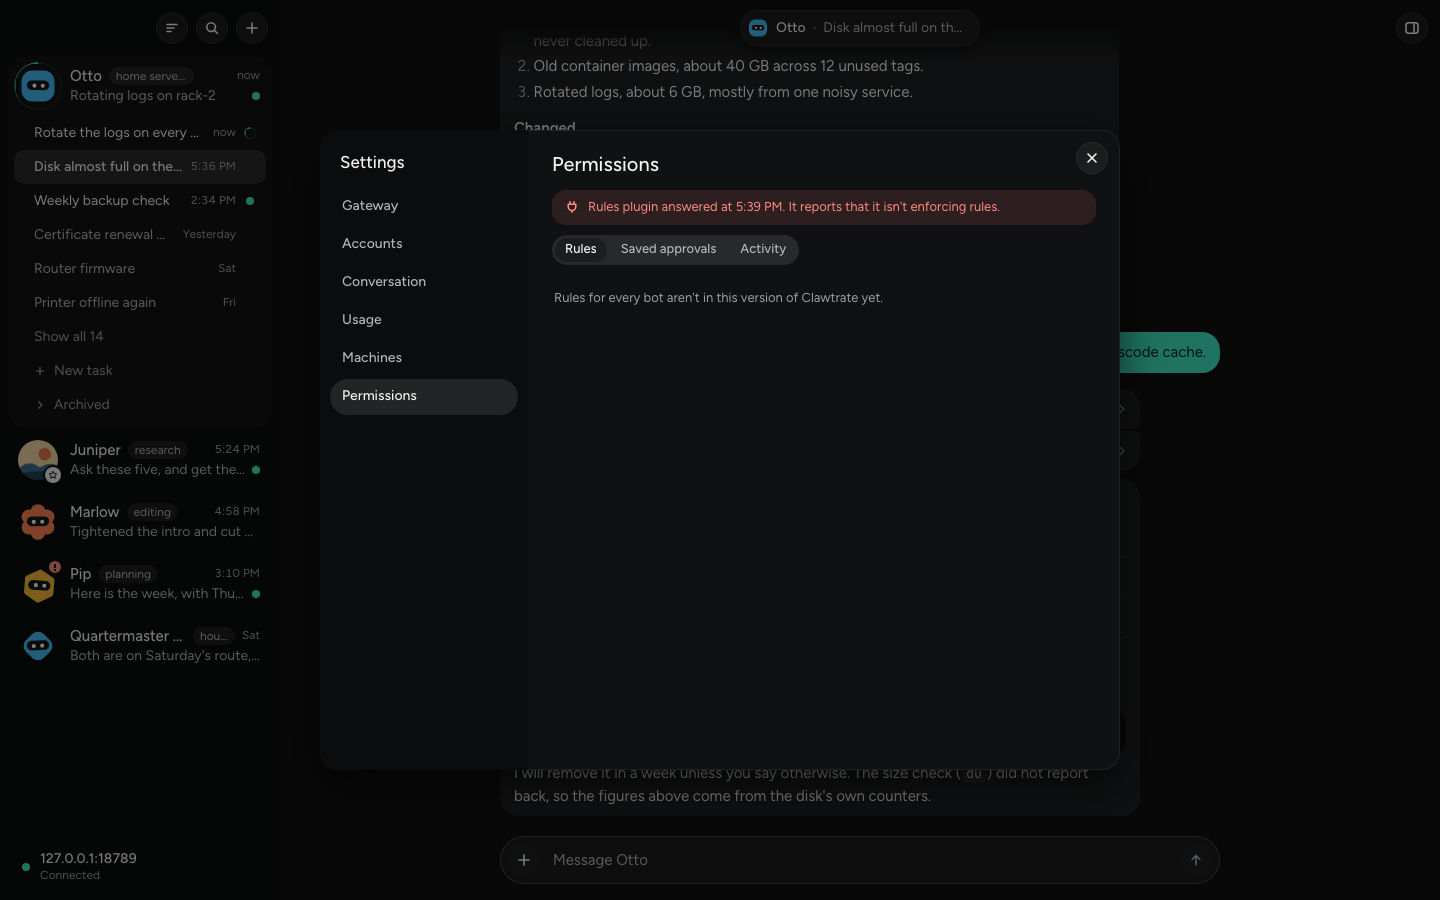 Otto · Disk almost full on th...
Otto home serve... now
Rotating logs on rack-2
Rotate the logs on every ... now
Disk almost full on the... 5:36 PM
Weekly backup check 2:34 PM
Certificate renewal ... Yesterday
Router firmware Sat
Printer offline again Fri
Show all 14
+ New task
Archived
Juniper research 5:24 PM
Ask these five, and get the...
Marlow editing 4:58 PM
Tightened the intro and cut ...
Pip planning 3:10 PM
Here is the week, with Thu...
Quartermaster ... hou... Sat
Both are on Saturday's route,...
127.0.0.1:18789
Connected
never cleaned up.
2. Old container images, about 40 GB across 12 unused tags.
3. Rotated logs, about 6 GB, mostly from one noisy service.
Changed
Settings
Gateway
Accounts
Conversation
Usage
Machines
Permissions
Permissions
Rules plugin answered at 5:39 PM. It reports that it isn't enforcing rules.
Rules Saved approvals Activity
Rules for every bot aren't in this version of Clawtrate yet.
scode cache.
I will remove it in a week unless you say otherwise. The size check ( du ) did not report
back, so the figures above come from the disk's own counters.
Message Otto